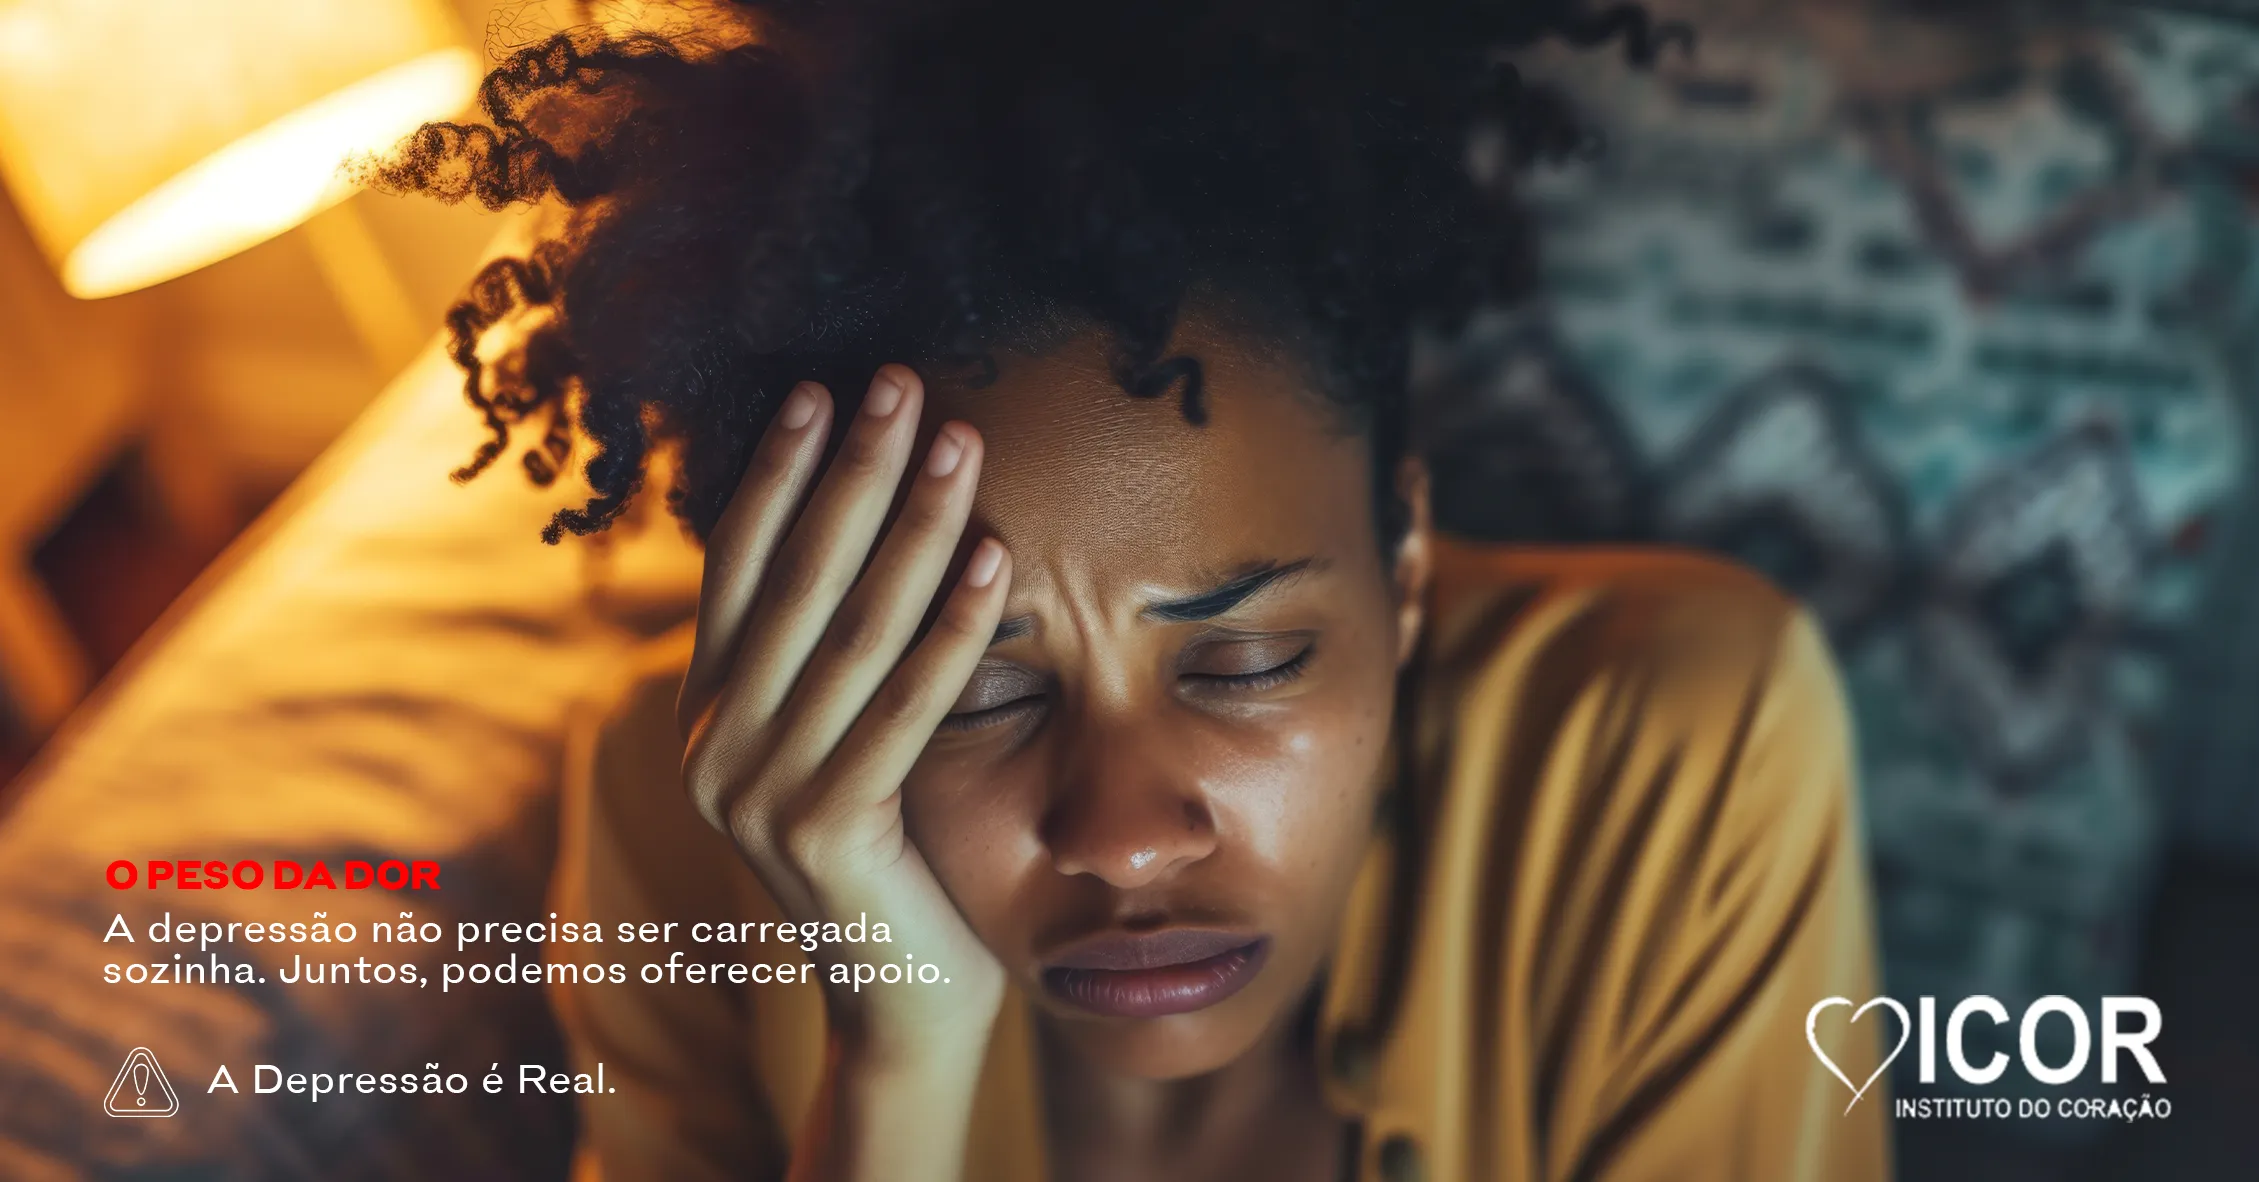 O PESO DA DOR
A depressão não precisa ser carregada
sozinha. Juntos, podemos oferecer apoio.
A Depressão é Real.
ICOR
INSTITUTO DO CORAÇÃO